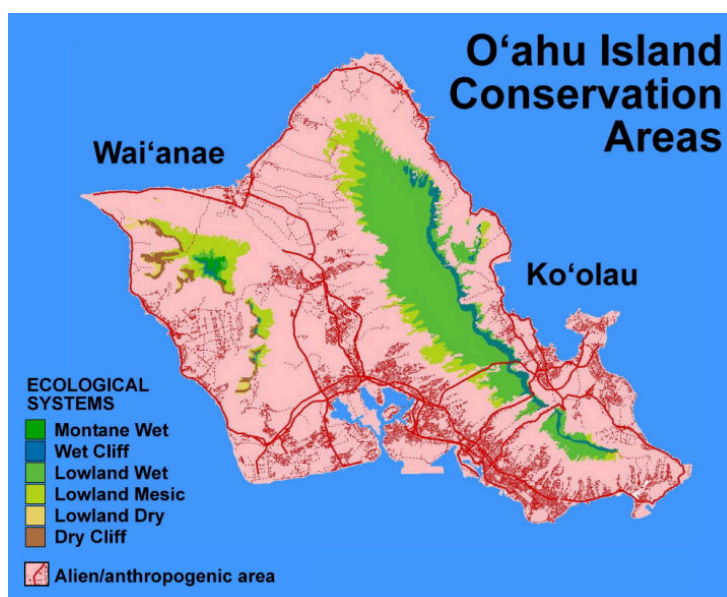 O‘ahu Island
Conservation
Areas
Wai‘anae
Ko‘olau
ECOLOGICAL
SYSTEMS
Montane Wet
Wet Cliff
Lowland Wet
Lowland Mesic
Lowland Dry
Dry Cliff
Alien/anthropogenic area